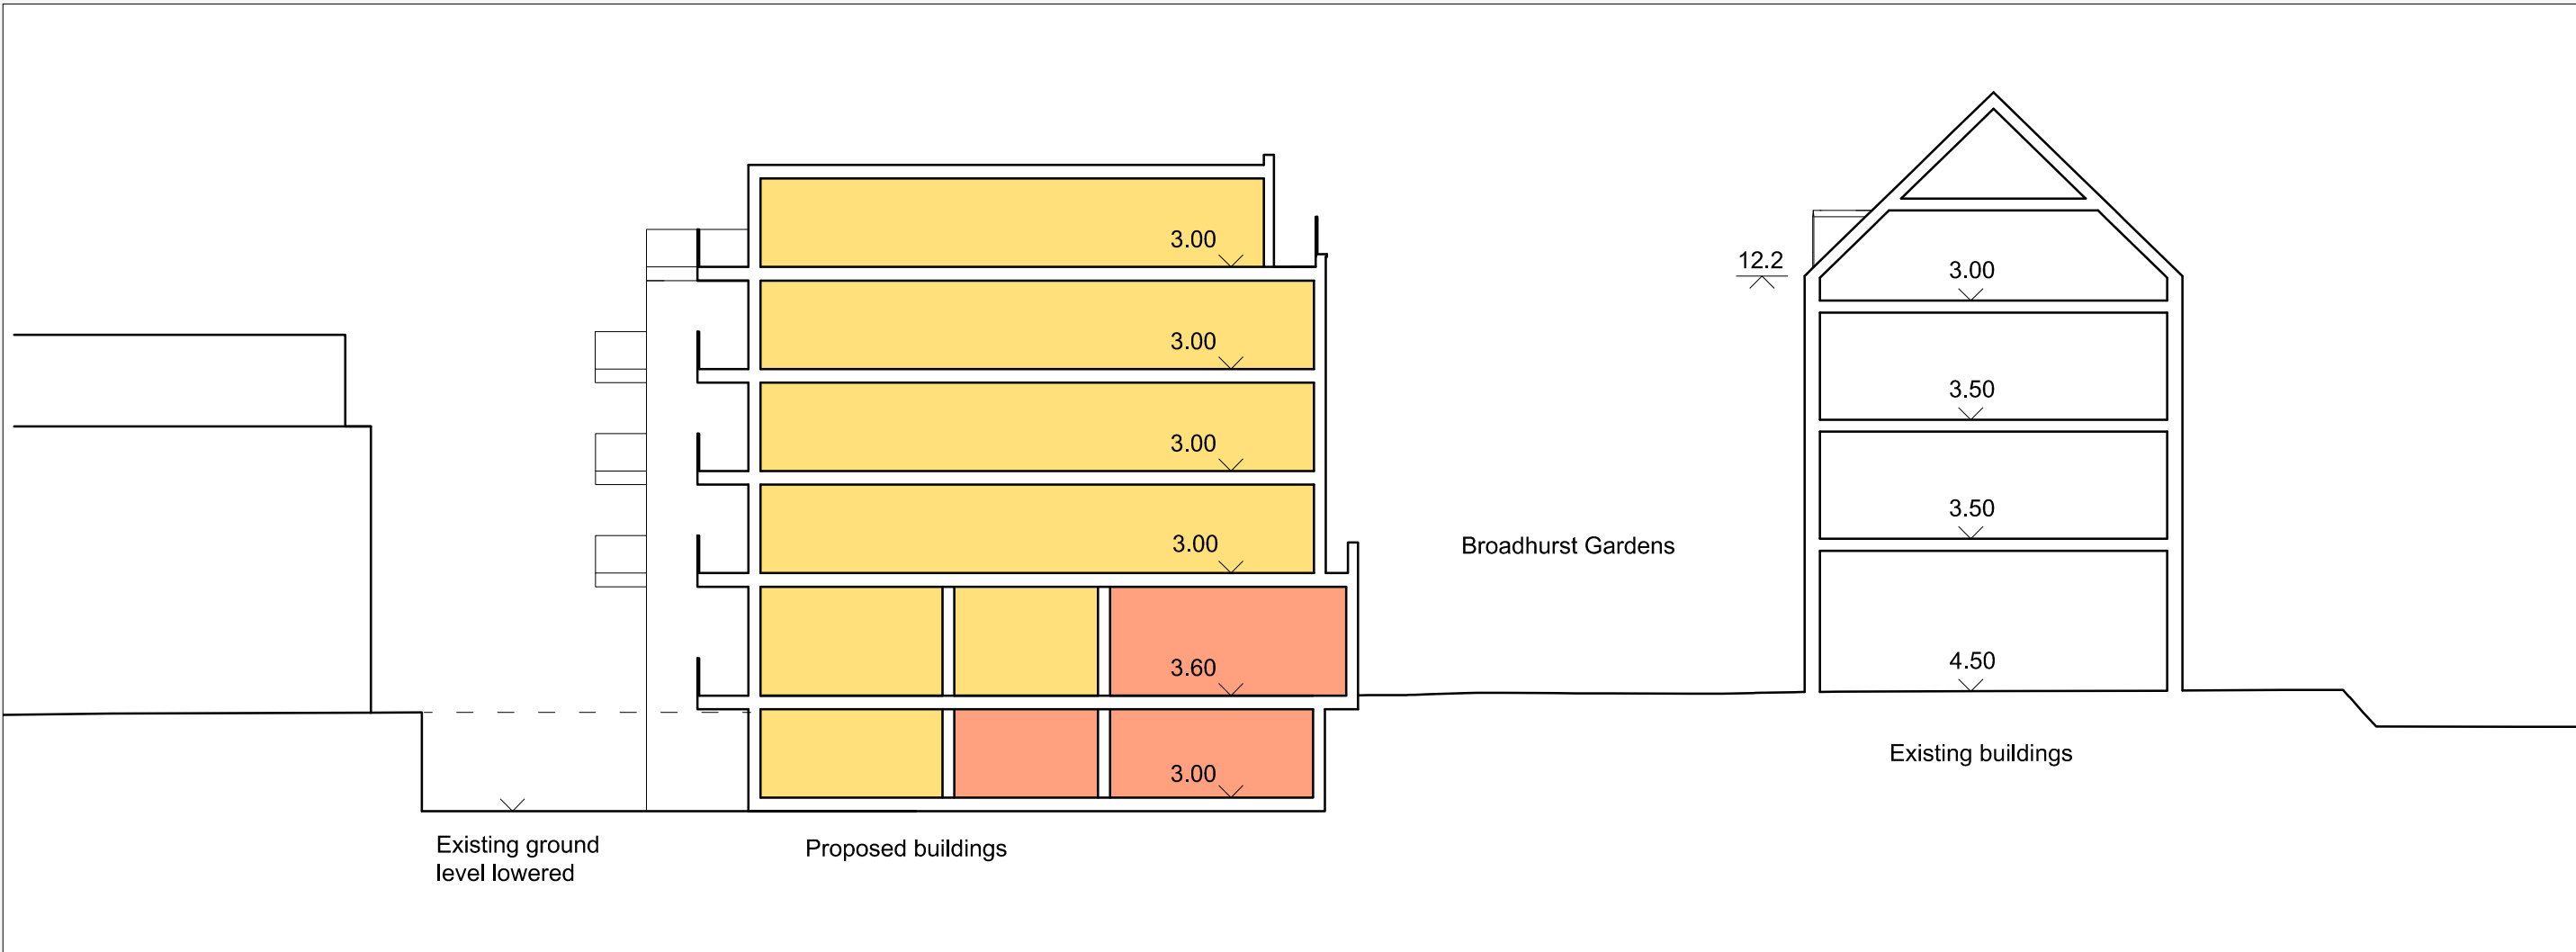 3.00
3.00
3.00
3.00
3.60
3.00
Existing ground
level lowered
Proposed buildings
Broadhurst Gardens
12.2
3.00
3.50
3.50
4.50
Existing buildings